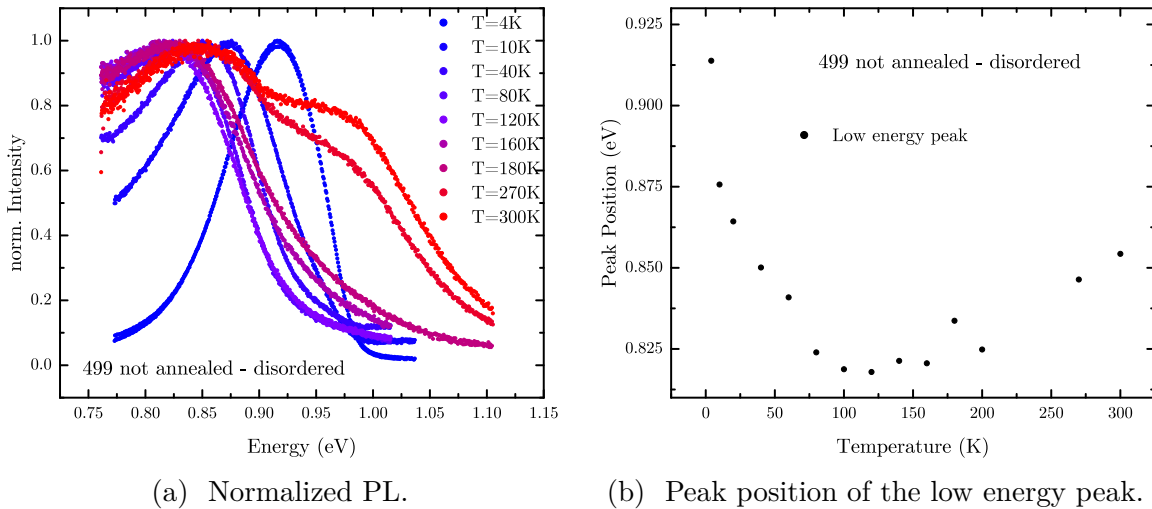 1.0
0.8
0.6
0.4
0.2
0.0
norm. Intensity
T=4K
T=10K
T=40K
T=80K
T=120K
T=160K
T=180K
T=270K
T=300K
499 not annealed - disordered
0.75 0.80 0.85 0.90 0.95 1.00 1.05 1.10 1.15
Energy (eV)
(a) Normalized PL.
0.925
0.900
0.875
0.850
0.825
Peak Position (eV)
499 not annealed - disordered
Low energy peak
0 50 100 150 200 250 300
Temperature (K)
(b) Peak position of the low energy peak.